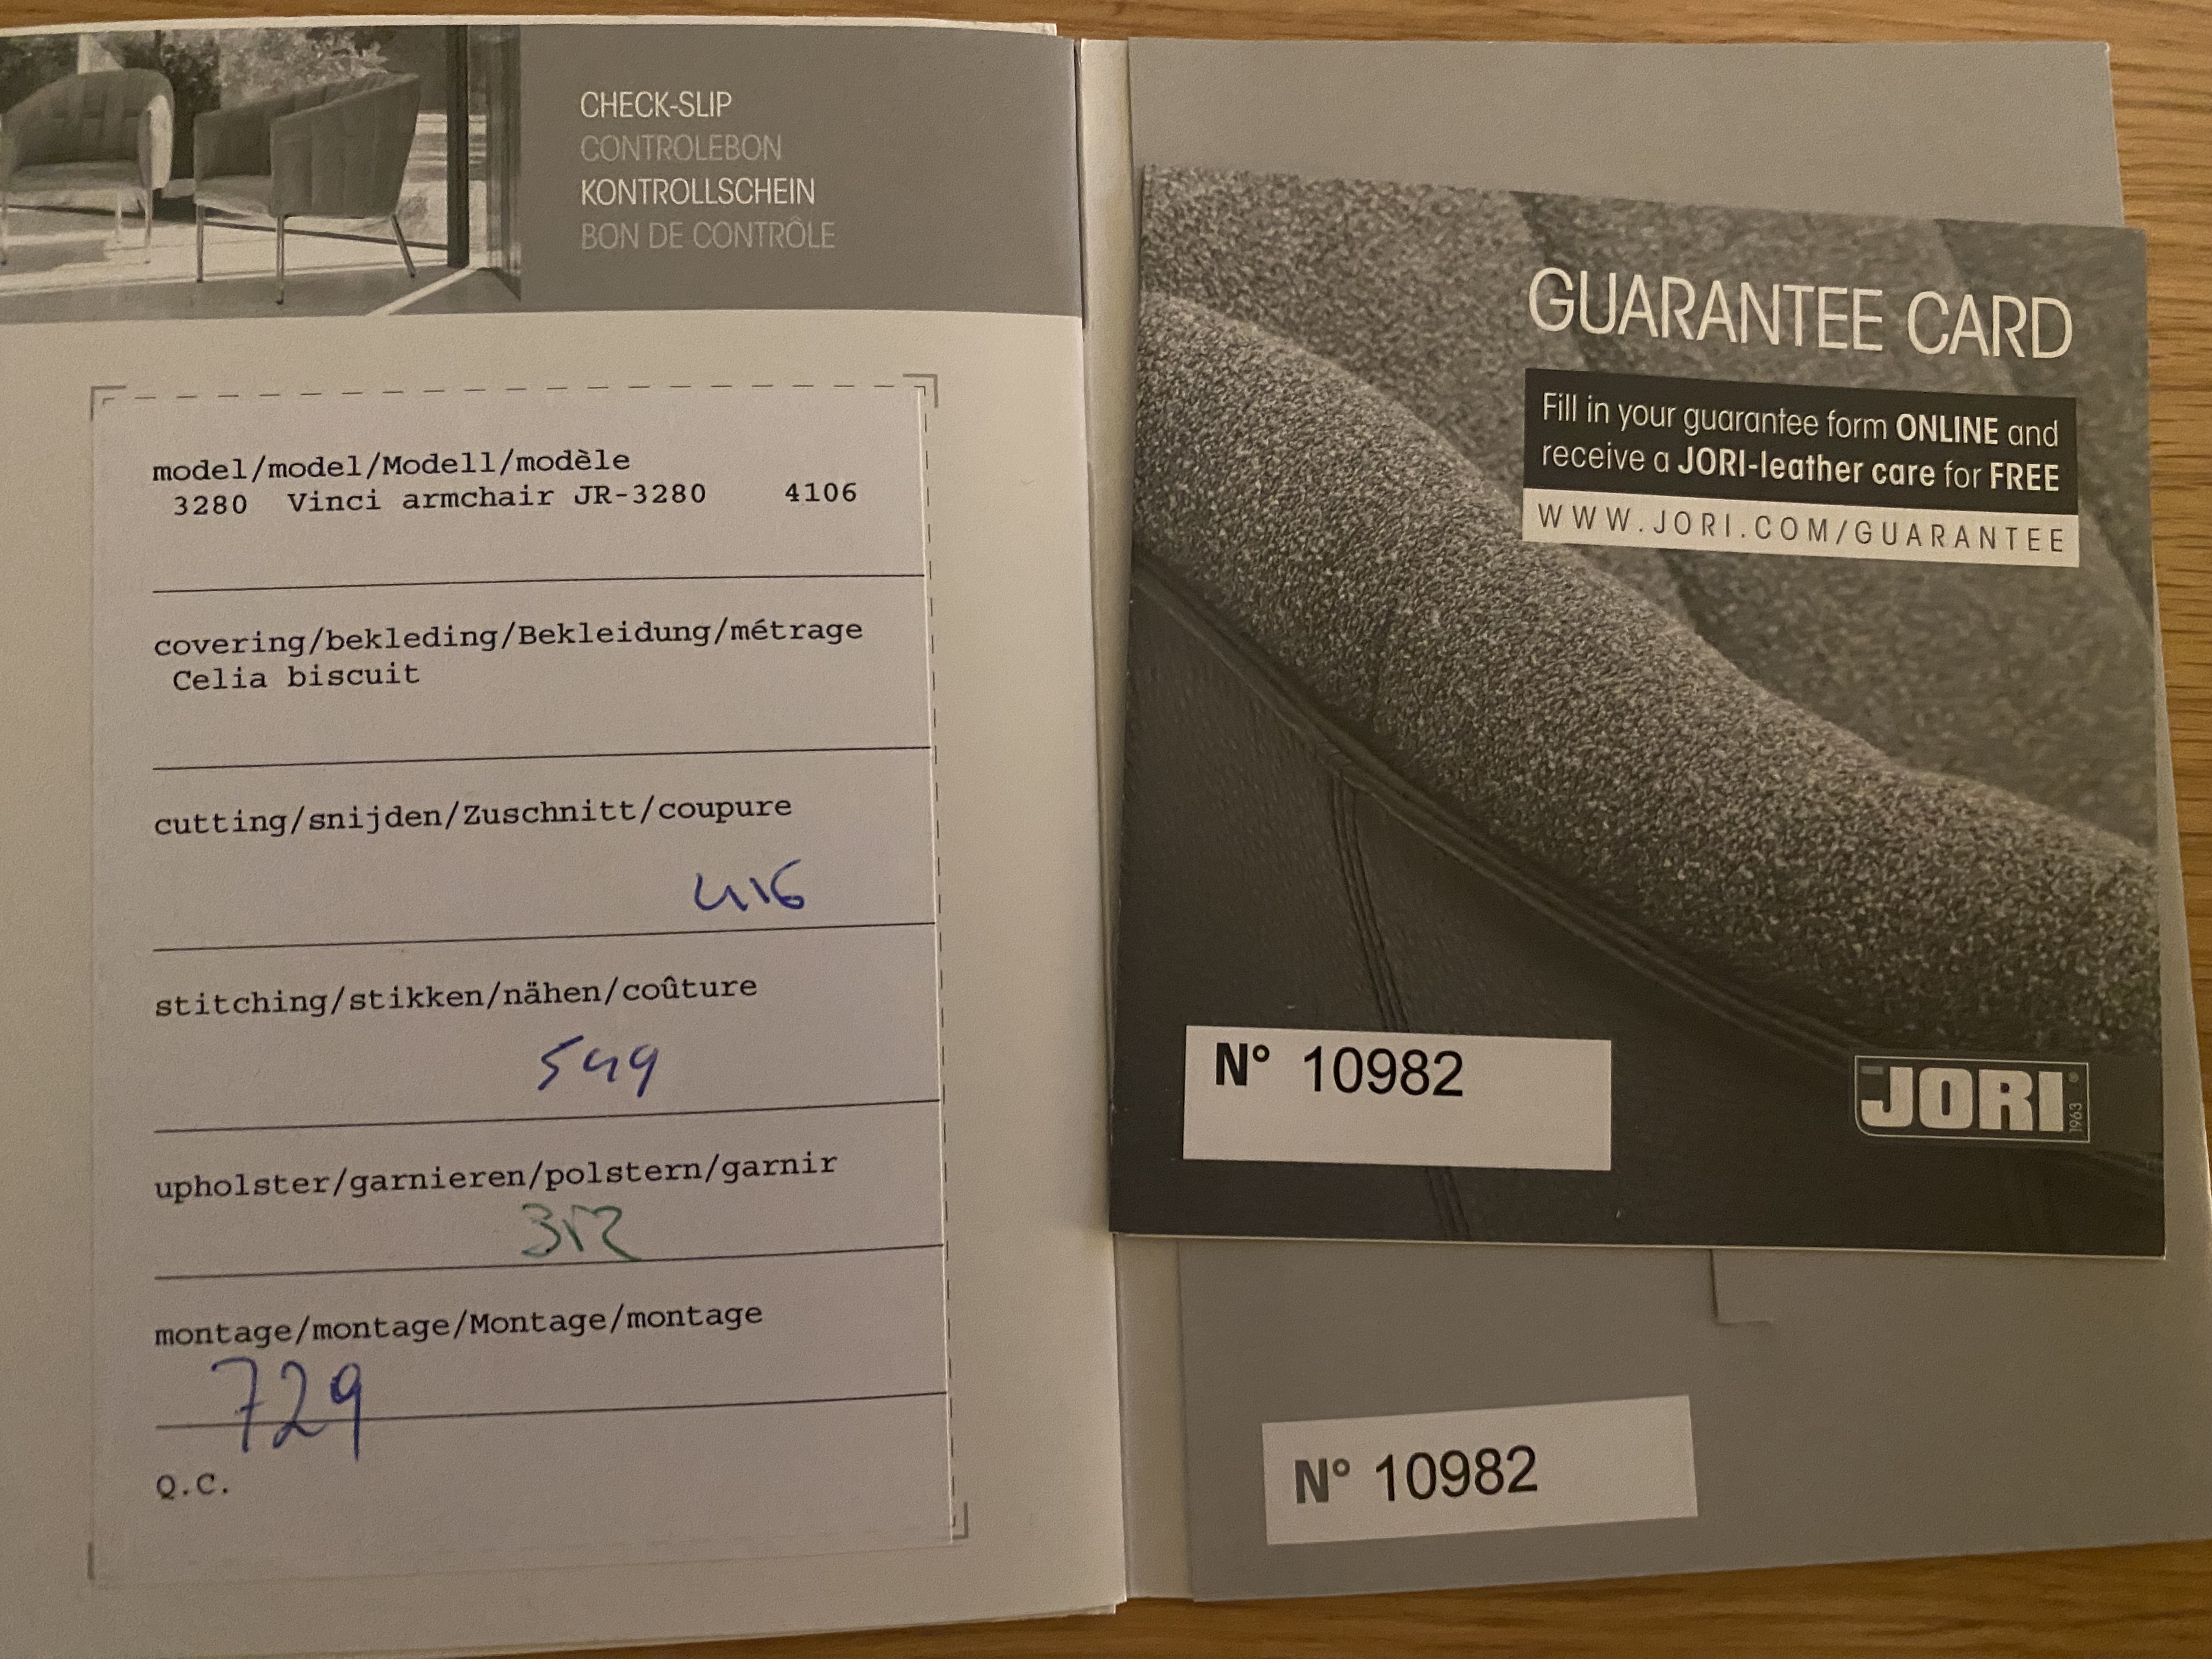 CHECK-SLIP
CONTROLEBON
KONTROLLSCHEIN
BON DE CONTRÔLE
model/model/Modell/modèle
3280 Vinci armchair JR-3280 4106
covering/bekleding/Bekleidung/métrage
Celia biscuit
cutting/snijden/Zuschnitt/coupure
416
stitching/stikken/nähen/coûture
549
upholster/garnieren/polstern/garnir
312
montage/montage/Montage/montage
729
Q.C.
GUARANTEE CARD
Fill in your guarantee form ONLINE and
receive a JORI-leather care for FREE
WWW.JORI.COM/GUARANTEE
N° 10982
JORI 1963
N° 10982